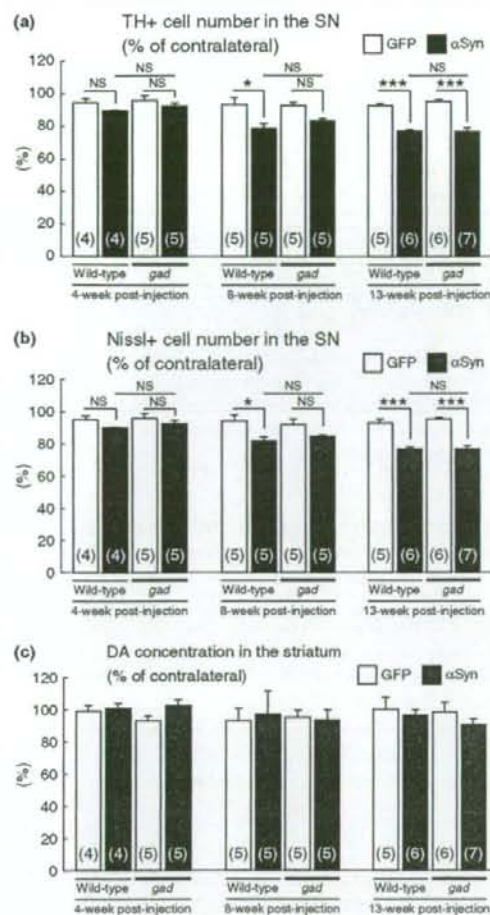 (a) TH+ cell number in the SN
(% of contralateral)
GFP αSyn
NS NS
NS NS * NS *** NS ***
120
100
80
60
40
20
0
(%)
(4) (4) (5) (5) (5) (5) (5) (5) (5) (6) (6) (7)
Wild-type gad Wild-type gad Wild-type gad
4-week post-injection 8-week post-injection 13-week post-injection
(b) Nissl+ cell number in the SN
(% of contralateral)
GFP αSyn
NS NS NS
NS NS * NS *** ***
120
100
80
60
40
20
0
(%)
(4) (4) (5) (5) (5) (5) (5) (5) (5) (6) (6) (7)
Wild-type gad Wild-type gad Wild-type gad
4-week post-injection 8-week post-injection 13-week post-injection
(c) DA concentration in the striatum
(% of contralateral)
GFP αSyn
120
100
80
60
40
20
0
(%)
(4) (4) (5) (5) (5) (5) (5) (5) (5) (6) (6) (7)
Wild-type gad Wild-type gad Wild-type gad
4-week post-injection 8-week post-injection 13-week post-injection